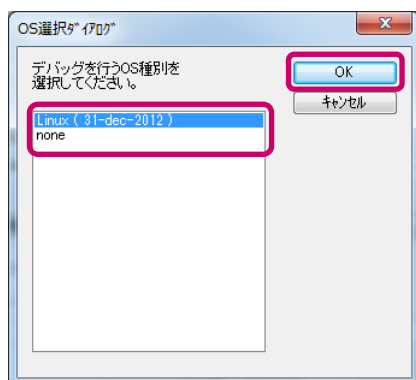 OS選択ﾀﾞｲｱﾛｸﾞ
デバッグを行うOS種別を
選択してください。
OK
ｷｬﾝｾﾙ
Linux ( 31-dec-2012 )
none